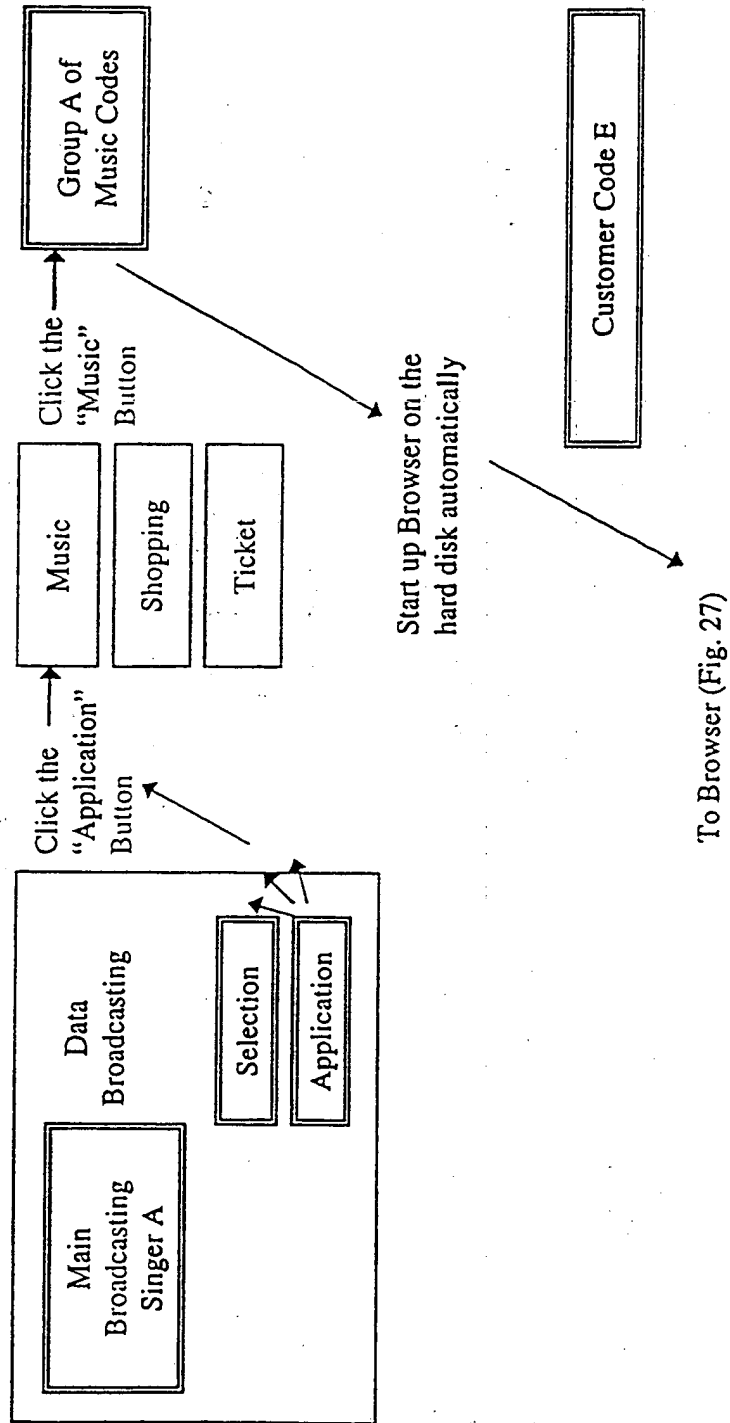 Main
Broadcasting
Singer A
Data
Broadcasting
Selection
Application
Click the
“Application”
Button
Music
Shopping
Ticket
Click the
“Music”
Button
Group A of
Music Codes
Start up Browser on the
hard disk automatically
Customer Code E
To Browser (Fig. 27)